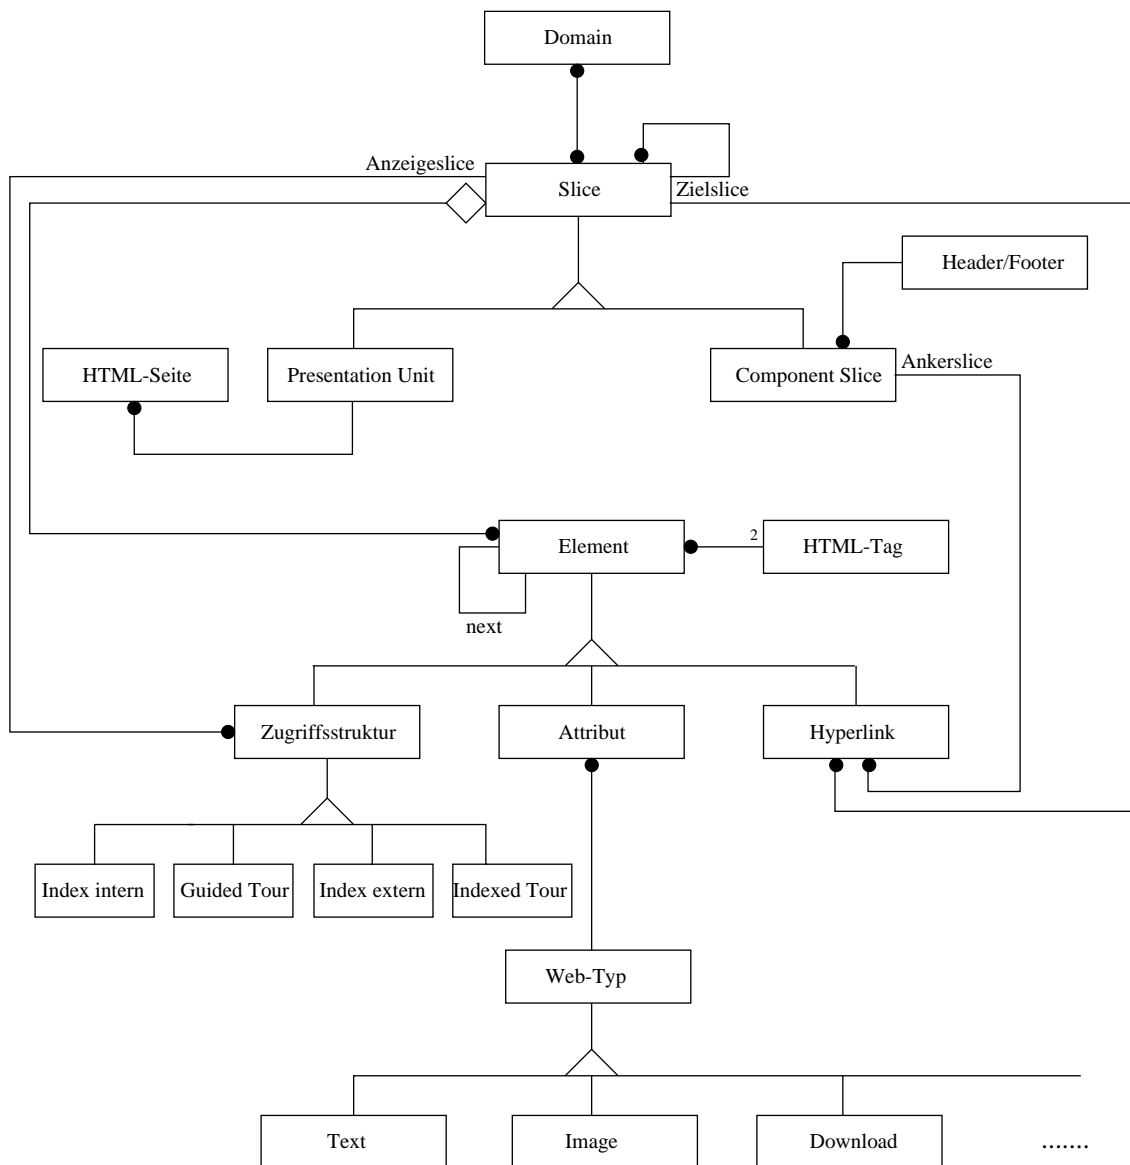 Domain
Anzeigeslice
Slice
Zielslice
Header/Footer
HTML-Seite
Presentation Unit
Component Slice
Ankerslice
Element
2
HTML-Tag
next
Zugriffsstruktur
Attribut
Hyperlink
Index intern
Guided Tour
Index extern
Indexed Tour
Web-Typ
Text
Image
Download
.......